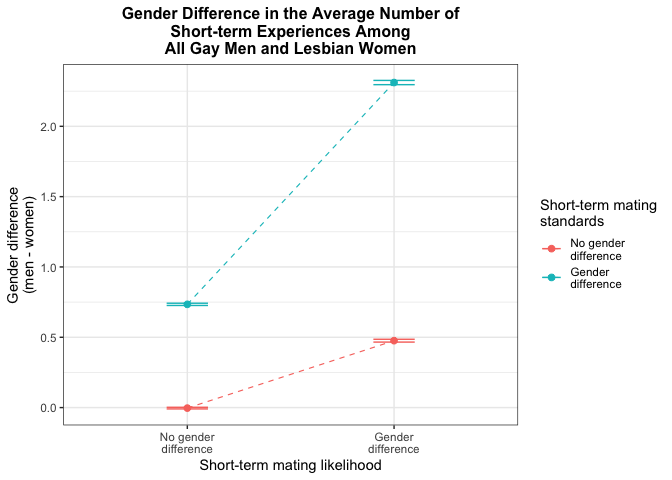 Gender Difference in the Average Number of
Short-term Experiences Among
All Gay Men and Lesbian Women
Gender difference
(men - women)
2.0
1.5
1.0
0.5
0.0
No gender
difference
Gender
difference
Short-term mating likelihood
Short-term mating
standards
No gender
difference
Gender
difference